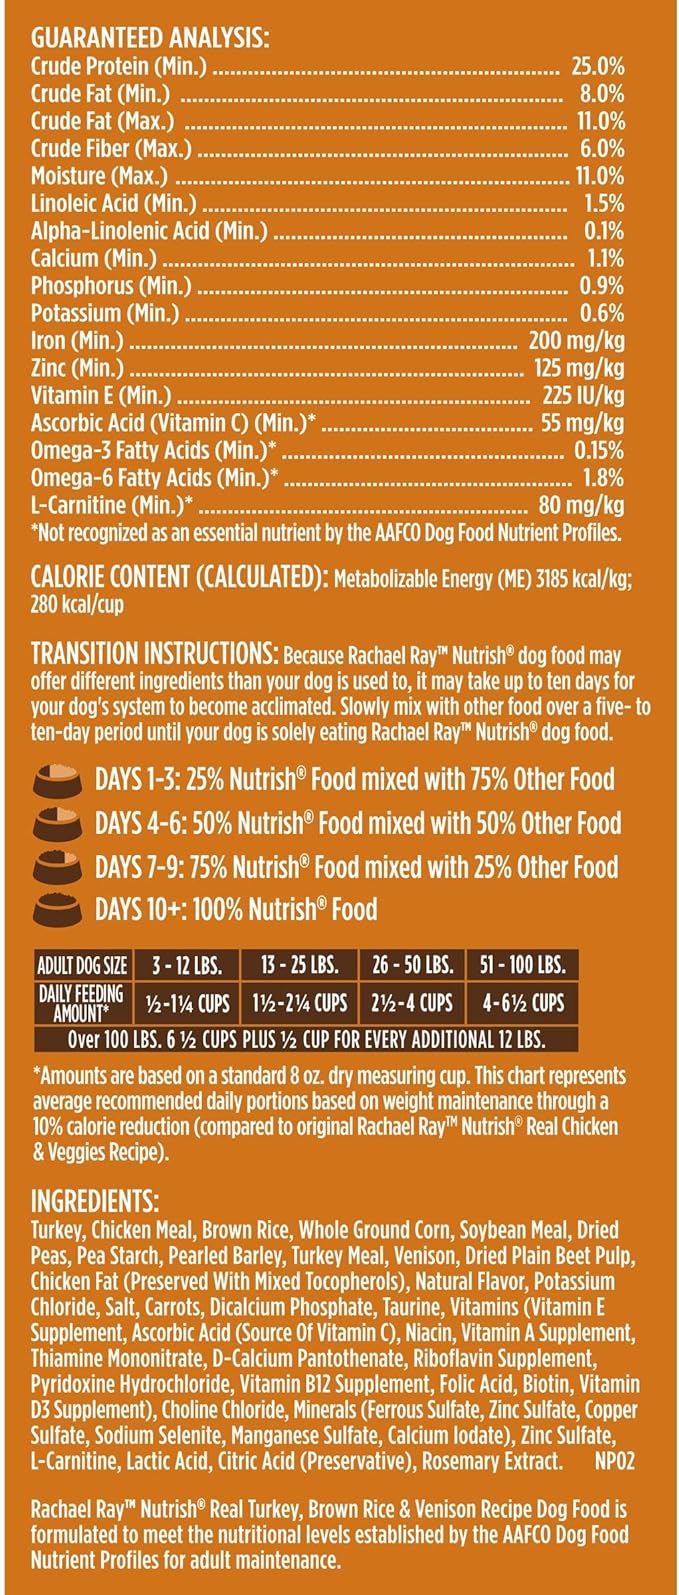 GUARANTEED ANALYSIS:
Crude Protein (Min.) ........ 25.0%
Crude Fat (Min.) ........ 8.0%
Crude Fat (Max.) ........ 11.0%
Crude Fiber (Max.) ........ 6.0%
Moisture (Max.) ........ 11.0%
Linoleic Acid (Min.) ........ 1.5%
Alpha-Linolenic Acid (Min.) ........ 0.1%
Calcium (Min.) ........ 1.1%
Phosphorus (Min.) ........ 0.9%
Potassium (Min.) ........ 0.6%
Iron (Min.) ........ 200 mg/kg
Zinc (Min.) ........ 125 mg/kg
Vitamin E (Min.) ........ 225 IU/kg
Ascorbic Acid (Vitamin C) (Min.)* ........ 55 mg/kg
Omega-3 Fatty Acids (Min.)* ........ 0.15%
Omega-6 Fatty Acids (Min.)* ........ 1.8%
L-Carnitine (Min.)* ........ 80 mg/kg
*Not recognized as an essential nutrient by the AAFCO Dog Food Nutrient Profiles.
CALORIE CONTENT (CALCULATED): Metabolizable Energy (ME) 3185 kcal/kg;
280 kcal/cup
TRANSITION INSTRUCTIONS: Because Rachael Ray™ Nutrish® dog food may
offer different ingredients than your dog is used to, it may take up to ten days for
your dog's system to become acclimated. Slowly mix with other food over a five- to
ten-day period until your dog is solely eating Rachael Ray™ Nutrish® dog food.
DAYS 1-3: 25% Nutrish® Food mixed with 75% Other Food
DAYS 4-6: 50% Nutrish® Food mixed with 50% Other Food
DAYS 7-9: 75% Nutrish® Food mixed with 25% Other Food
DAYS 10+: 100% Nutrish® Food
ADULT DOG SIZE 3 - 12 LBS. 13 - 25 LBS. 26 - 50 LBS. 51 - 100 LBS.
DAILY FEEDING AMOUNT* ½-1¼ CUPS 1½-2¼ CUPS 2½-4 CUPS 4-6½ CUPS
Over 100 LBS. 6 ½ CUPS PLUS ½ CUP FOR EVERY ADDITIONAL 12 LBS.
*Amounts are based on a standard 8 oz. dry measuring cup. This chart represents
average recommended daily portions based on weight maintenance through a
10% calorie reduction (compared to original Rachael Ray™ Nutrish® Real Chicken
& Veggies Recipe).
INGREDIENTS:
Turkey, Chicken Meal, Brown Rice, Whole Ground Corn, Soybean Meal, Dried
Peas, Pea Starch, Pearled Barley, Turkey Meal, Venison, Dried Plain Beet Pulp,
Chicken Fat (Preserved With Mixed Tocopherols), Natural Flavor, Potassium
Chloride, Salt, Carrots, Dicalcium Phosphate, Taurine, Vitamins (Vitamin E
Supplement, Ascorbic Acid (Source Of Vitamin C), Niacin, Vitamin A Supplement,
Thiamine Mononitrate, D-Calcium Pantothenate, Riboflavin Supplement,
Pyridoxine Hydrochloride, Vitamin B12 Supplement, Folic Acid, Biotin, Vitamin
D3 Supplement), Choline Chloride, Minerals (Ferrous Sulfate, Zinc Sulfate, Copper
Sulfate, Sodium Selenite, Manganese Sulfate, Calcium Iodate), Zinc Sulfate,
L-Carnitine, Lactic Acid, Citric Acid (Preservative), Rosemary Extract. NP02
Rachael Ray™ Nutrish® Real Turkey, Brown Rice & Venison Recipe Dog Food is
formulated to meet the nutritional levels established by the AAFCO Dog Food
Nutrient Profiles for adult maintenance.